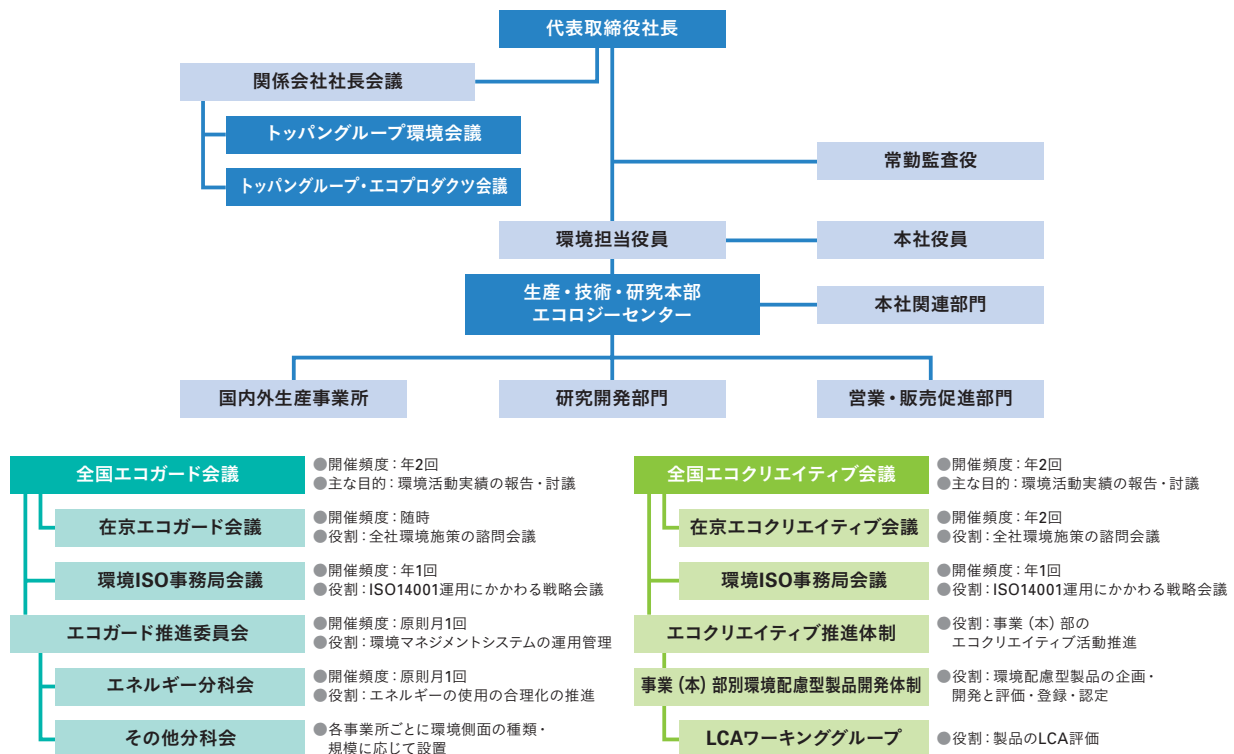 代表取締役社長
関係会社社長会議
トッパングループ環境会議
トッパングループ・エコプロダクツ会議
常勤監査役
環境担当役員
本社役員
生産・技術・研究本部
エコロジーセンター
本社関連部門
国内外生産事業所
研究開発部門
営業・販売促進部門
全国エコガード会議
●開催頻度：年2回
●主な目的：環境活動実績の報告・討議
在京エコガード会議
●開催頻度：随時
●役割：全社環境施策の諮問会議
環境ISO事務局会議
●開催頻度：年1回
●役割：ISO14001運用にかかわる戦略会議
エコガード推進委員会
●開催頻度：原則月1回
●役割：環境マネジメントシステムの運用管理
エネルギー分科会
●開催頻度：原則月1回
●役割：エネルギーの使用の合理化の推進
その他分科会
●各事業所ごとに環境側面の種類・
規模に応じて設置
全国エコクリエイティブ会議
●開催頻度：年2回
●主な目的：環境活動実績の報告・討議
在京エコクリエイティブ会議
●開催頻度：年2回
●役割：全社環境施策の諮問会議
環境ISO事務局会議
●開催頻度：年1回
●役割：ISO14001運用にかかわる戦略会議
エコクリエイティブ推進体制
●役割：事業（本）部の
エコクリエイティブ活動推進
事業（本）部別環境配慮型製品開発体制
●役割：環境配慮型製品の企画・
開発と評価・登録・認定
LCAワーキンググループ
●役割：製品のLCA評価